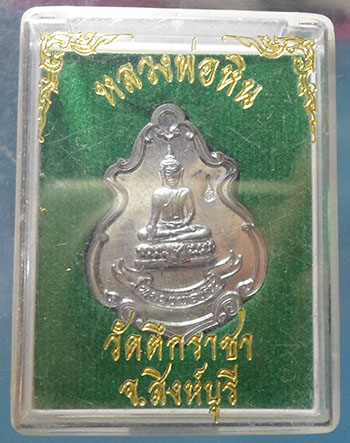 หลวงพ่อหิน
วัดตึกราชา
จ.สิงห์บุรี